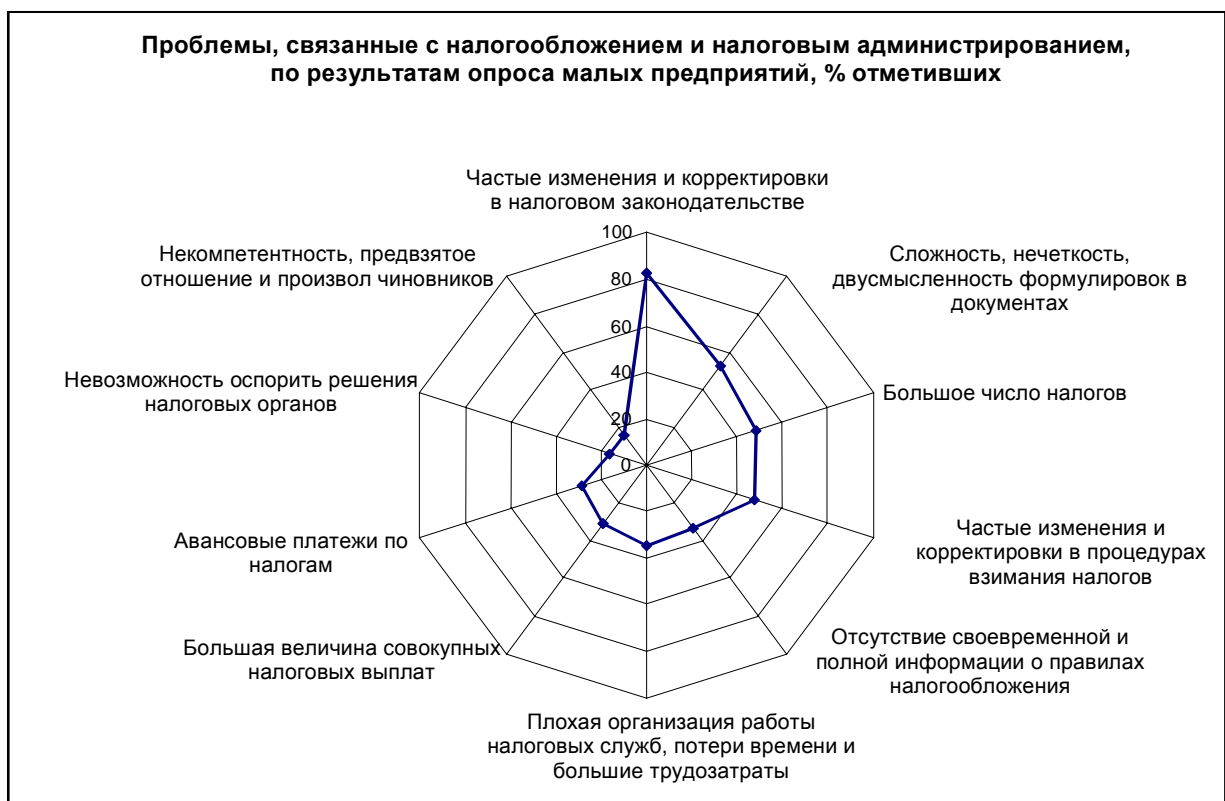 Проблемы, связанные с налогообложением и налоговым администрированием,
по результатам опроса малых предприятий, % отметивших
Частые изменения и корректировки
в налоговом законодательстве
Сложность, нечеткость,
двусмысленность формулировок в
документах
Большое число налогов
Частые изменения и
корректировки в процедурах
взимания налогов
Отсутствие своевременной и
полной информации о правилах
налогообложения
Плохая организация работы
налоговых служб, потери времени и
большие трудозатраты
Большая величина совокупных
налоговых выплат
Авансовые платежи по
налогам
Невозможность оспорить решения
налоговых органов
Некомпетентность, предвзятое
отношение и произвол чиновников
100
80
60
40
20
0